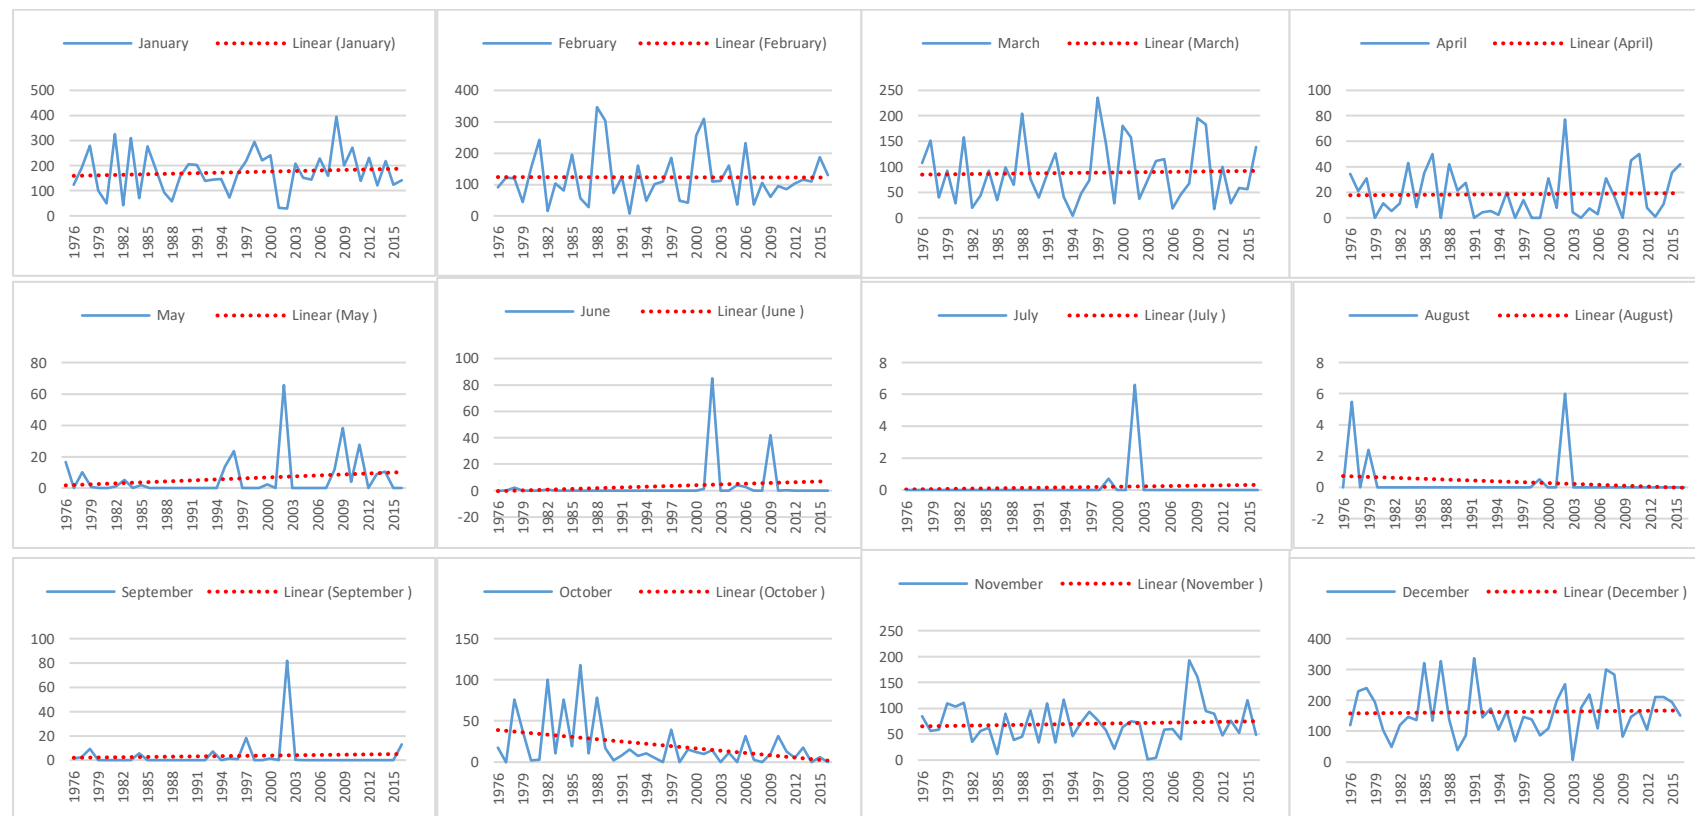 January Linear (January)
500
400
300
200
100
0
1976 1979 1982 1985 1988 1991 1994 1997 2000 2003 2006 2009 2012 2015
February Linear (February)
400
300
200
100
0
1976 1979 1982 1985 1988 1991 1994 1997 2000 2003 2006 2009 2012 2015
March Linear (March)
250
200
150
100
50
0
1976 1979 1982 1985 1988 1991 1994 1997 2000 2003 2006 2009 2012 2015
April Linear (April)
100
80
60
40
20
0
1976 1979 1982 1985 1988 1991 1994 1997 2000 2003 2006 2009 2012 2015
May Linear (May )
80
60
40
20
0
1976 1979 1982 1985 1988 1991 1994 1997 2000 2003 2006 2009 2012 2015
June Linear (June )
100
80
60
40
20
0
-20
1976 1979 1982 1985 1988 1991 1994 1997 2000 2003 2006 2009 2012 2015
July Linear (July )
8
6
4
2
0
1976 1979 1982 1985 1988 1991 1994 1997 2000 2003 2006 2009 2012 2015
August Linear (August)
8
6
4
2
0
-2
1976 1979 1982 1985 1988 1991 1994 1997 2000 2003 2006 2009 2012 2015
September Linear (September )
100
80
60
40
20
0
1976 1979 1982 1985 1988 1991 1994 1997 2000 2003 2006 2009 2012 2015
October Linear (October )
150
100
50
0
1976 1979 1982 1985 1988 1991 1994 1997 2000 2003 2006 2009 2012 2015
November Linear (November )
250
200
150
100
50
0
1976 1979 1982 1985 1988 1991 1994 1997 2000 2003 2006 2009 2012 2015
December Linear (December )
400
300
200
100
0
1976 1979 1982 1985 1988 1991 1994 1997 2000 2003 2006 2009 2012 2015